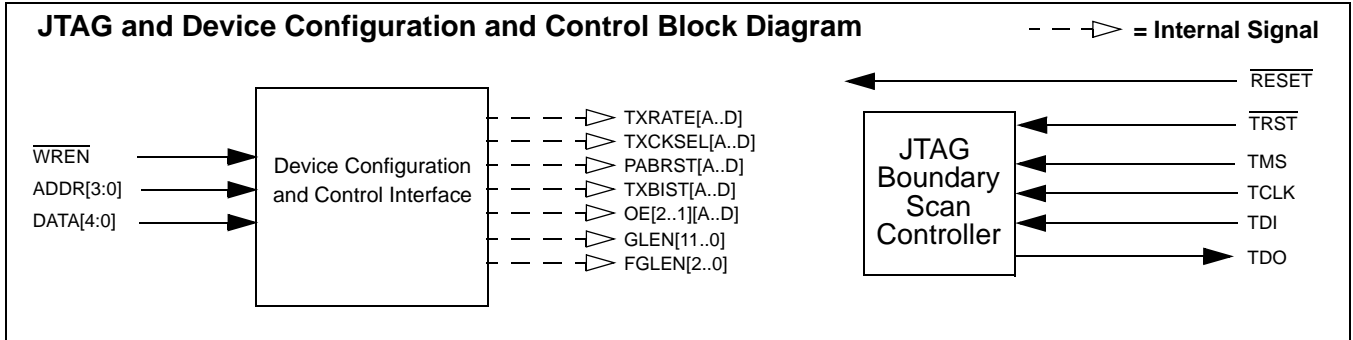 JTAG and Device Configuration and Control Block Diagram
= Internal Signal
WREN
ADDR[3:0]
DATA[4:0]
Device Configuration
and Control Interface
TXRATE[A..D]
TXCKSEL[A..D]
PABRST[A..D]
TXBIST[A..D]
OE[2..1][A..D]
GLEN[11..0]
FGLEN[2..0]
JTAG
Boundary
Scan
Controller
RESET
TRST
TMS
TCLK
TDI
TDO